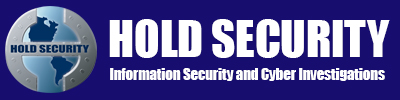 HOLD SECURITY
HOLD SECURITY
Information Security and Cyber Investigations